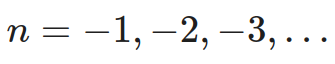 n = −1, −2, −3, …